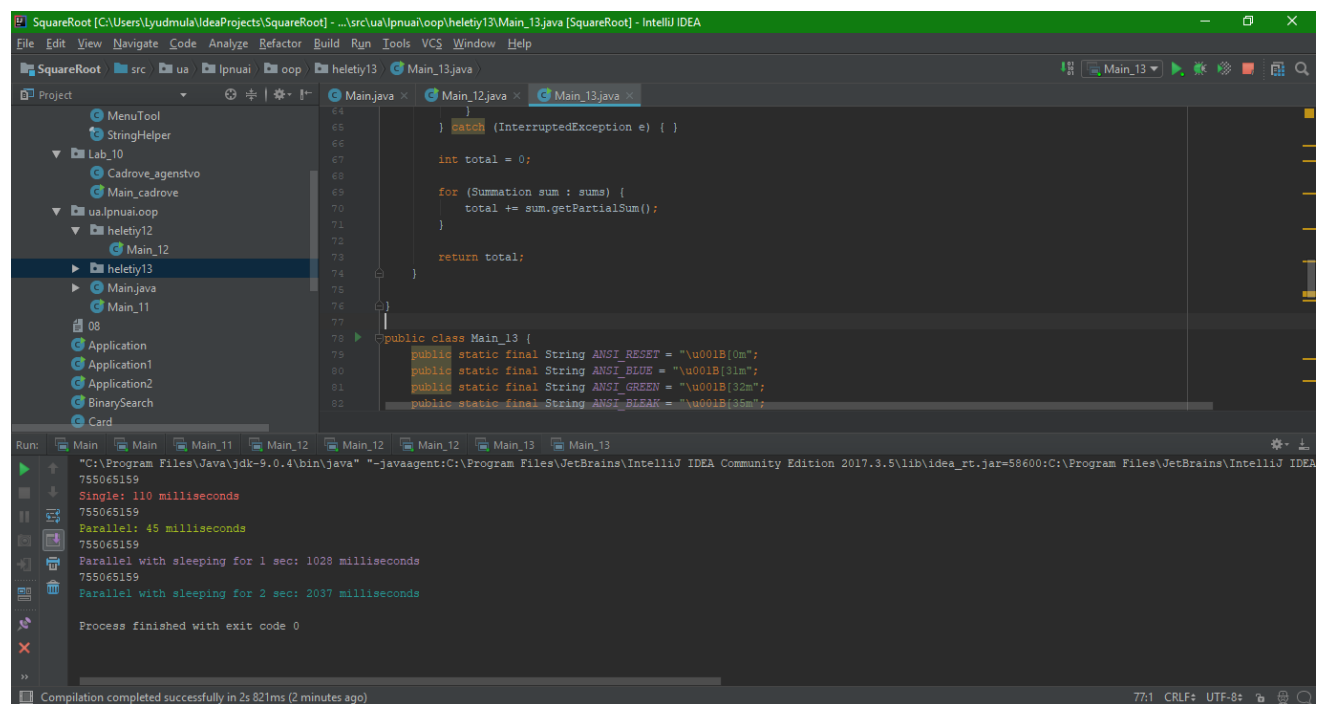 SquareRoot [C:\Users\Lyudmula\IdeaProjects\SquareRoot] - ...\src\ua\lpnuai\oop\heletiy13\Main_13.java [SquareRoot] - IntelliJ IDEA
File Edit View Navigate Code Analyze Refactor Build Run Tools VCS Window Help
SquareRoot src ua lpnuai oop heletiy13 Main_13.java
Main_13
Project
Main.java Main_12.java Main_13.java
MenuTool
StringHelper
Lab_10
Cadrove_agenstvo
Main_cadrove
ua.lpnuai.oop
heletiy12
Main_12
heletiy13
Main.java
Main_11
08
Application
Application1
Application2
BinarySearch
Card
64 }
65 } catch (InterruptedException e) { }
66
67 int total = 0;
68
69 for (Summation sum : sums) {
70 total += sum.getPartialSum();
71 }
72
73 return total;
74 }
75
76 }
77
78 public class Main_13 {
79 public static final String ANSI_RESET = "\u001B[0m";
80 public static final String ANSI_BLUE = "\u001B[31m";
81 public static final String ANSI_GREEN = "\u001B[32m";
82 public static final String ANSI_BLEAK = "\u001B[35m";
Run: Main Main Main_11 Main_12 Main_12 Main_12 Main_13 Main_13
"C:\Program Files\Java\jdk-9.0.4\bin\java" "-javaagent:C:\Program Files\JetBrains\IntelliJ IDEA Community Edition 2017.3.5\lib\idea_rt.jar=58600:C:\Program Files\JetBrains\IntelliJ IDEA
755065159
Single: 110 milliseconds
755065159
Parallel: 45 milliseconds
755065159
Parallel with sleeping for 1 sec: 1028 milliseconds
755065159
Parallel with sleeping for 2 sec: 2037 milliseconds
Process finished with exit code 0
Compilation completed successfully in 2s 821ms (2 minutes ago)
77:1 CRLF UTF-8